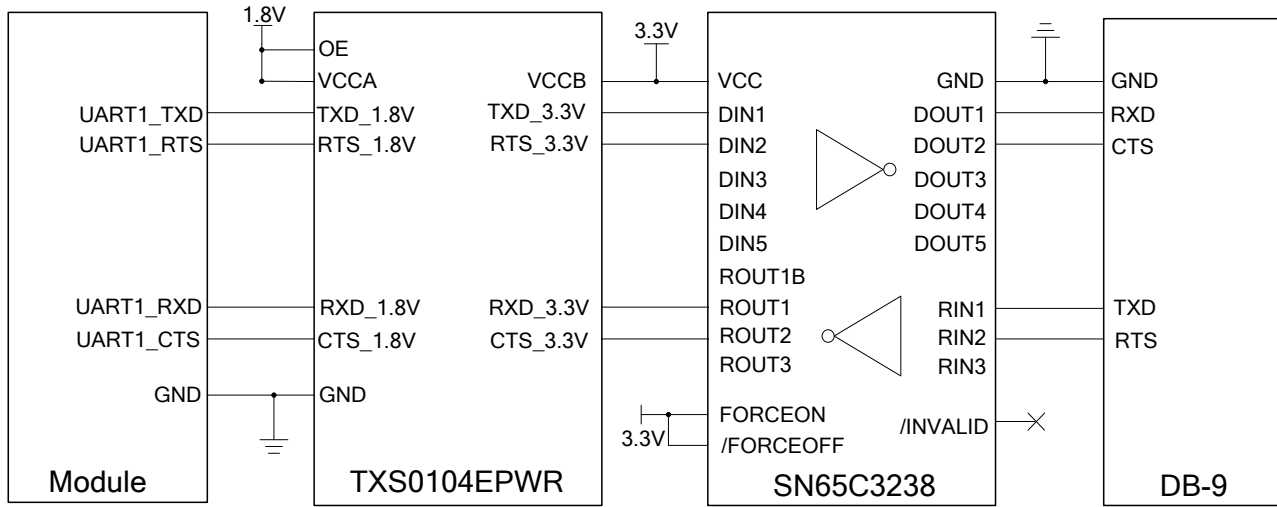 1.8V
OE
VCCA
VCCB
3.3V
VCC
GND
GND
UART1_TXD
TXD_1.8V
TXD_3.3V
DIN1
DOUT1
RXD
UART1_RTS
RTS_1.8V
RTS_3.3V
DIN2
DOUT2
CTS
DIN3
DOUT3
DIN4
DOUT4
DIN5
DOUT5
ROUT1B
UART1_RXD
RXD_1.8V
RXD_3.3V
ROUT1
RIN1
TXD
UART1_CTS
CTS_1.8V
CTS_3.3V
ROUT2
RIN2
RTS
ROUT3
RIN3
GND
GND
FORCEON
3.3V
/FORCEOFF
/INVALID
Module
TXS0104EPWR
SN65C3238
DB-9